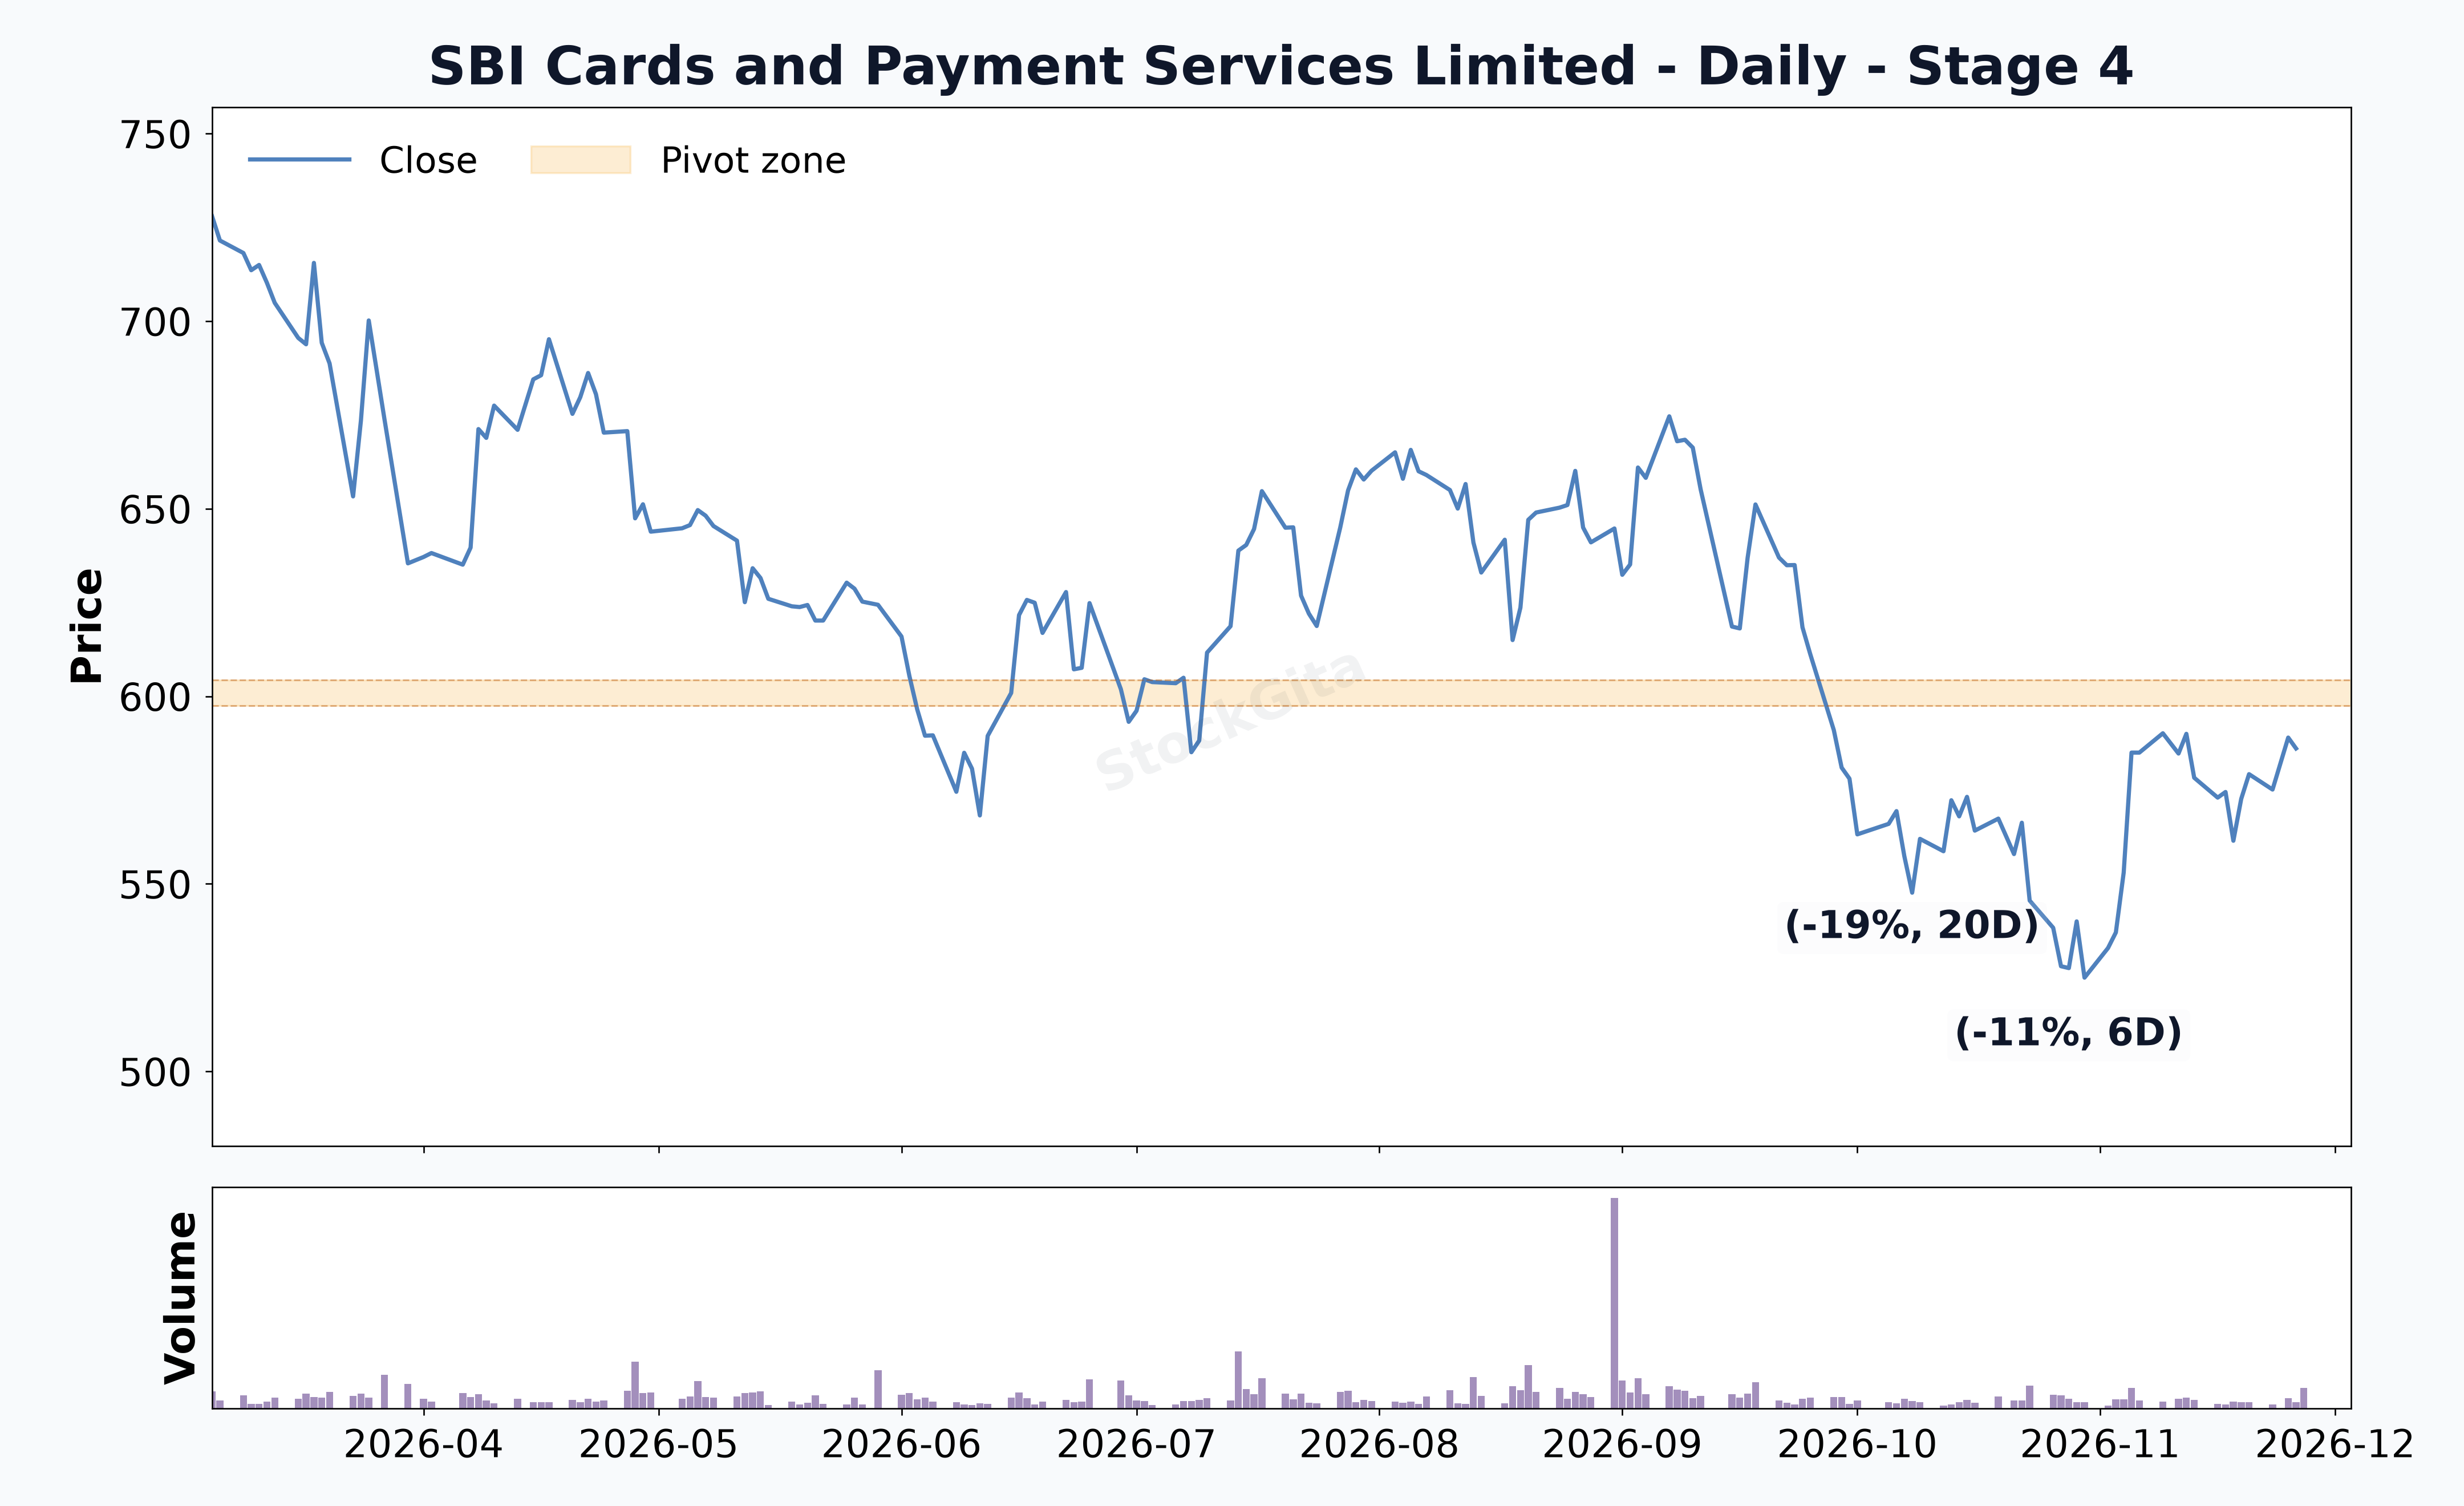 SBI Cards and Payment Services Limited - Daily - Stage 4
Close
Pivot zone
750
700
650
600
550
500
Price
StockGita
(-19%, 20D)
(-11%, 6D)
Volume
2026-04
2026-05
2026-06
2026-07
2026-08
2026-09
2026-10
2026-11
2026-12